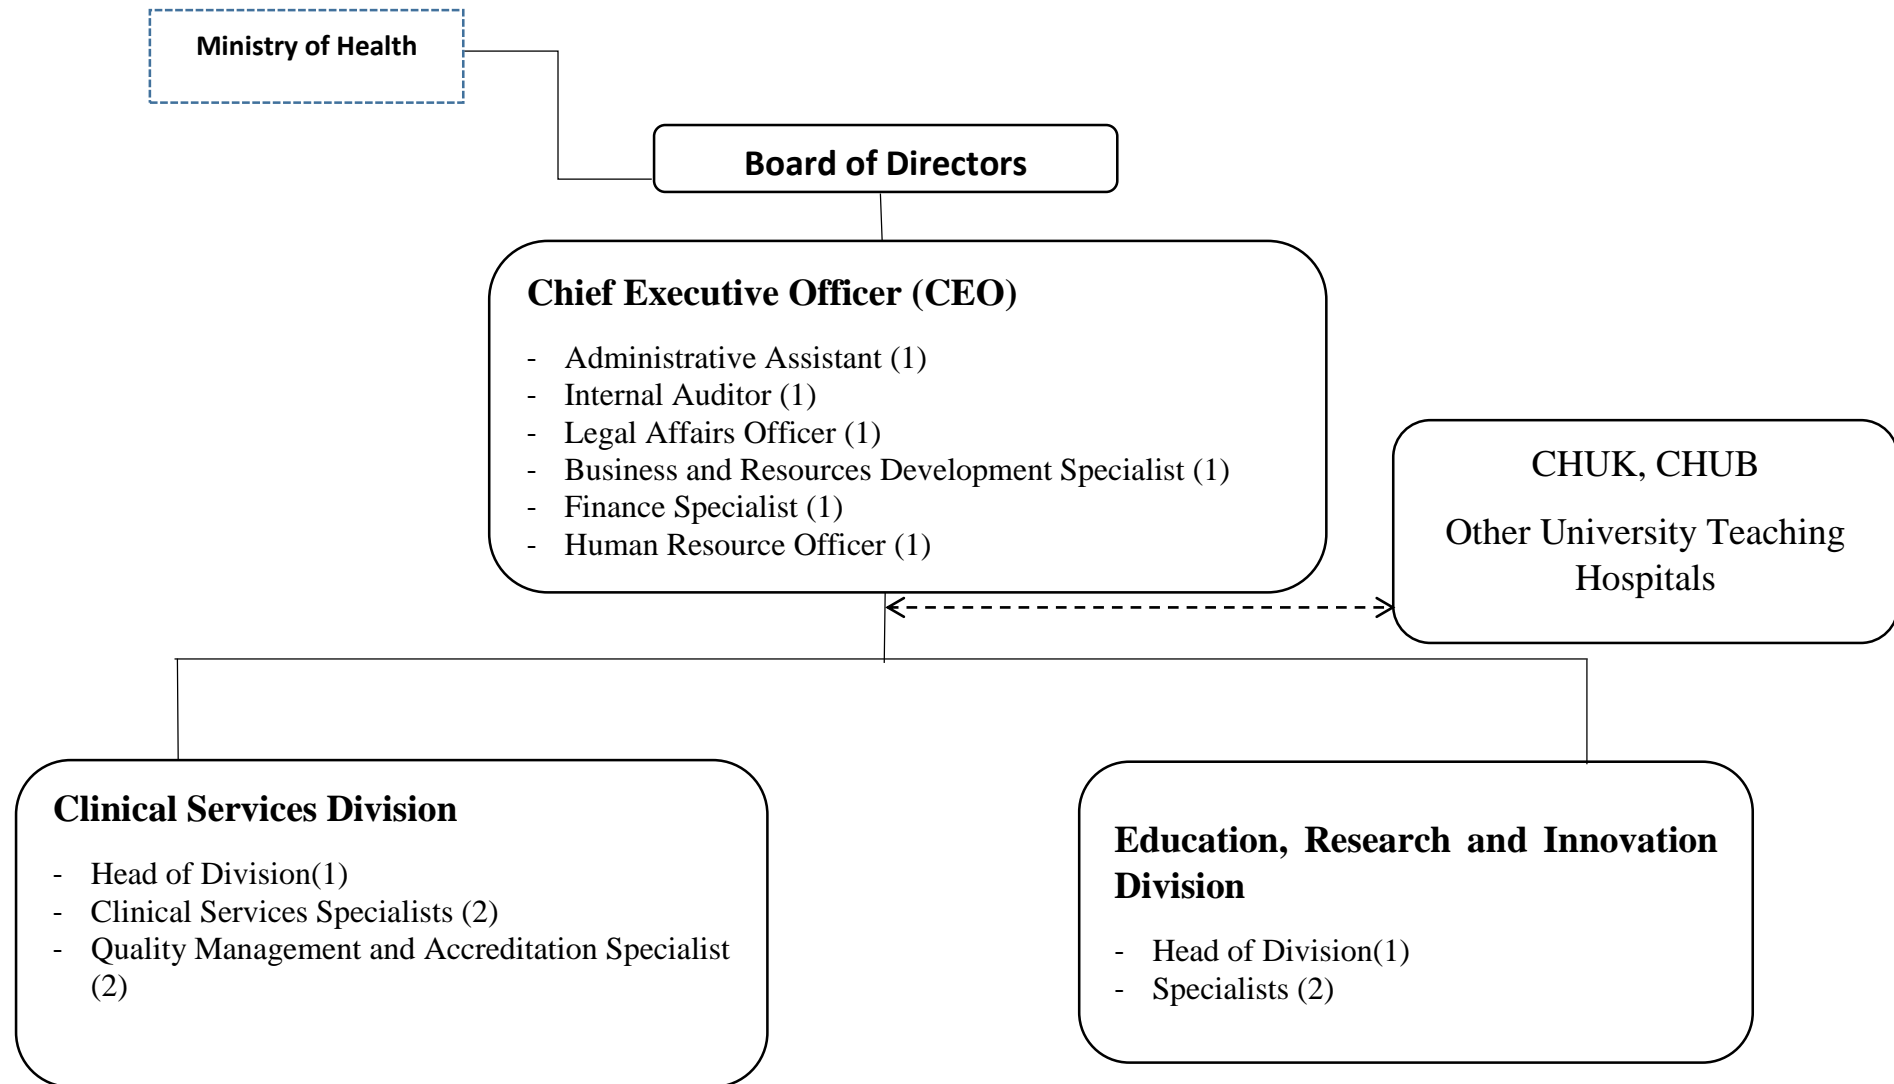 Ministry of Health
Board of Directors
Chief Executive Officer (CEO)
- Administrative Assistant (1)
- Internal Auditor (1)
- Legal Affairs Officer (1)
- Business and Resources Development Specialist (1)
- Finance Specialist (1)
- Human Resource Officer (1)
CHUK, CHUB
Other University Teaching
Hospitals
Clinical Services Division
- Head of Division(1)
- Clinical Services Specialists (2)
- Quality Management and Accreditation Specialist
(2)
Education, Research and Innovation
Division
- Head of Division(1)
- Specialists (2)